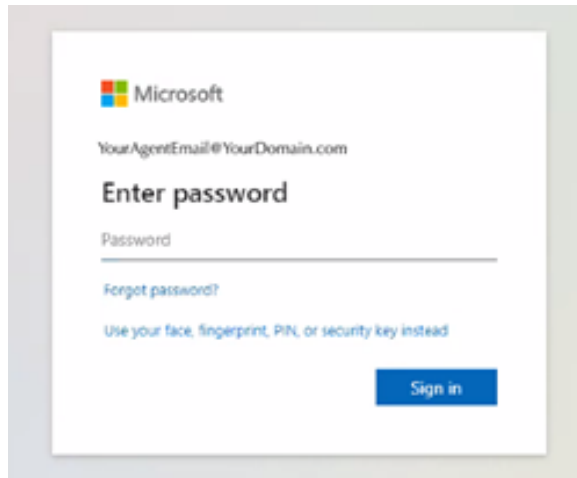 Microsoft
YourAgentEmail@YourDomain.com
Enter password
Password
Forgot password?
Use your face, fingerprint, PIN, or security key instead
Sign in